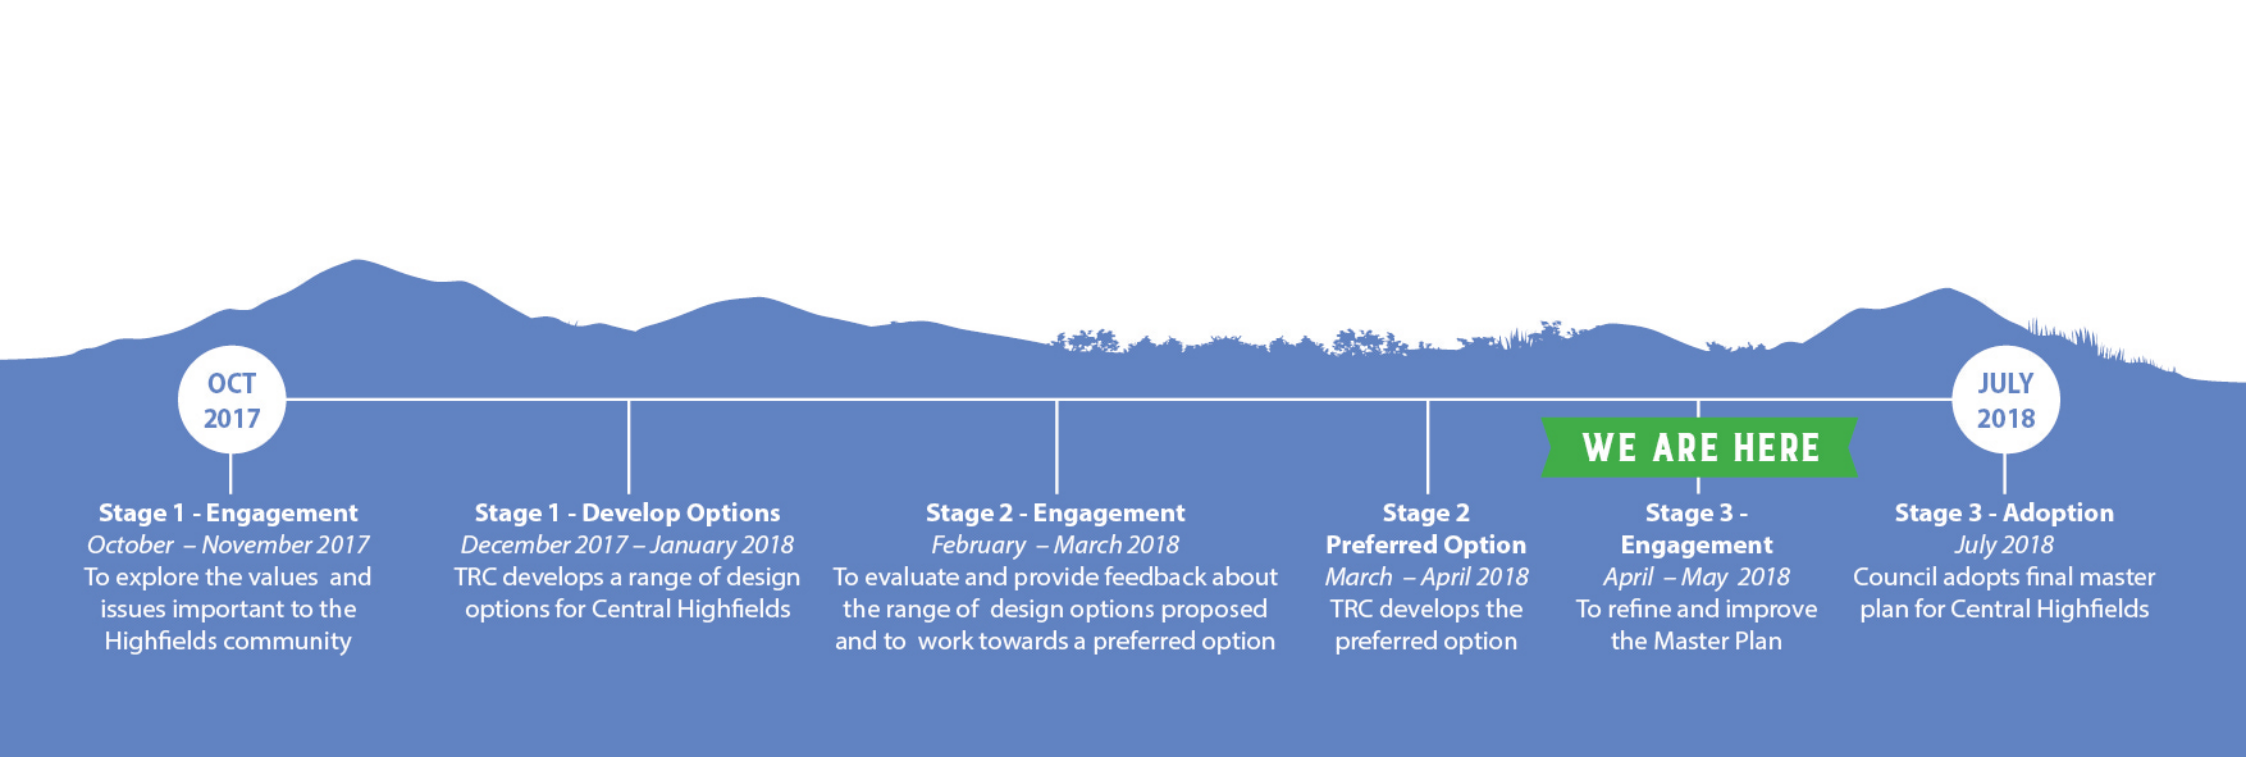 OCT
2017
JULY
2018
WE ARE HERE
Stage 1 - Engagement
October – November 2017
To explore the values and
issues important to the
Highfields community
Stage 1 - Develop Options
December 2017 – January 2018
TRC develops a range of design
options for Central Highfields
Stage 2 - Engagement
February – March 2018
To evaluate and provide feedback about
the range of design options proposed
and to work towards a preferred option
Stage 2
Preferred Option
March – April 2018
TRC develops the
preferred option
Stage 3 -
Engagement
April – May 2018
To refine and improve
the Master Plan
Stage 3 - Adoption
July 2018
Council adopts final master
plan for Central Highfields